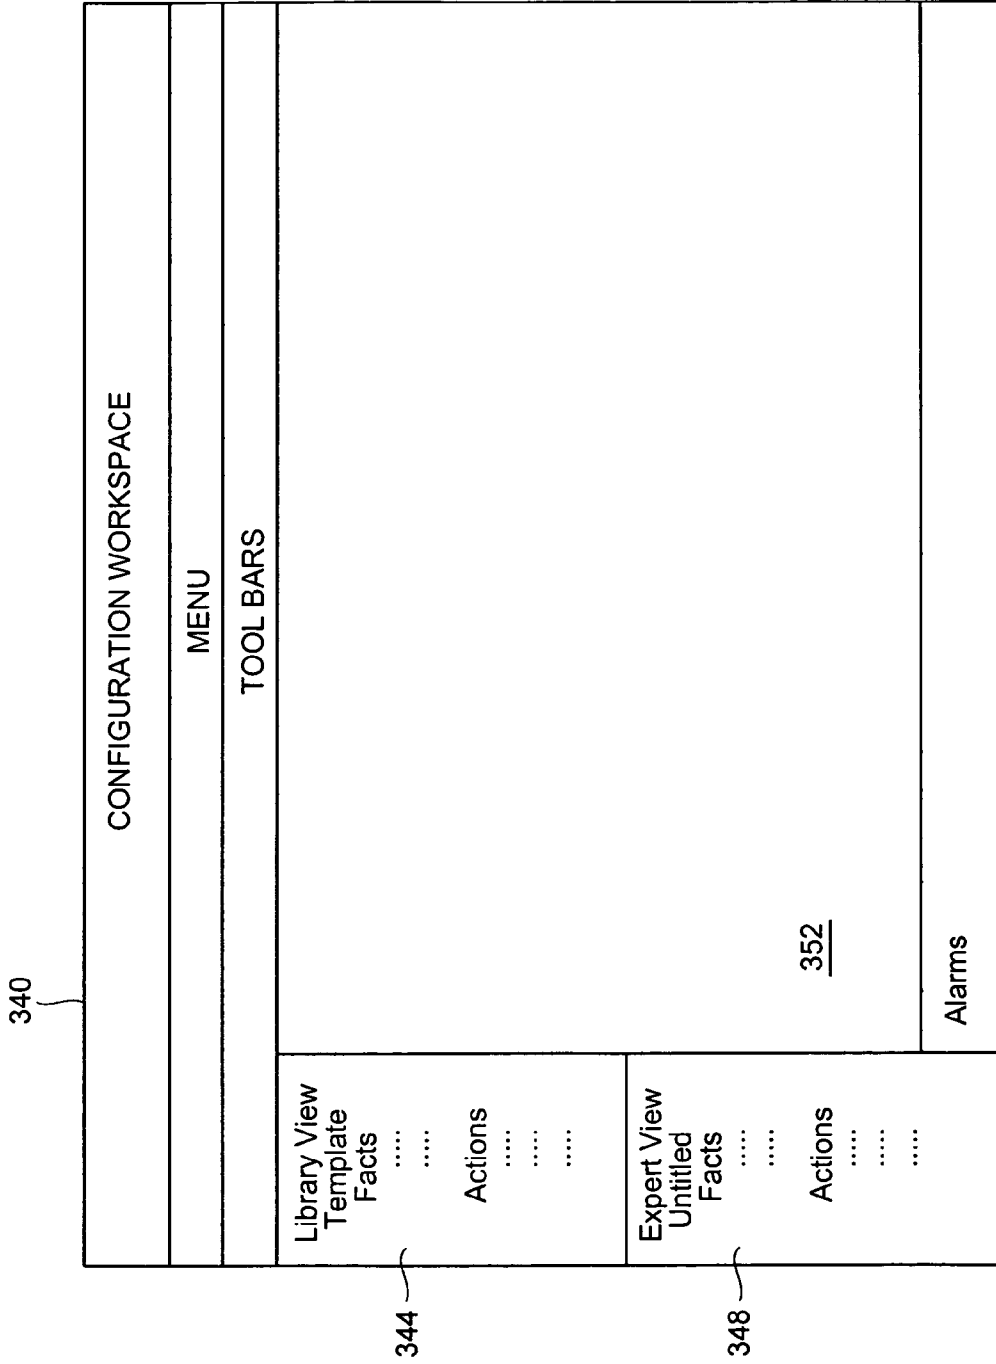 340
CONFIGURATION WORKSPACE
MENU
TOOL BARS
344
Library View
Template
Facts
.....
.....
Actions
.....
.....
.....
348
Expert View
Untitled
Facts
.....
.....
Actions
.....
.....
.....
352
Alarms